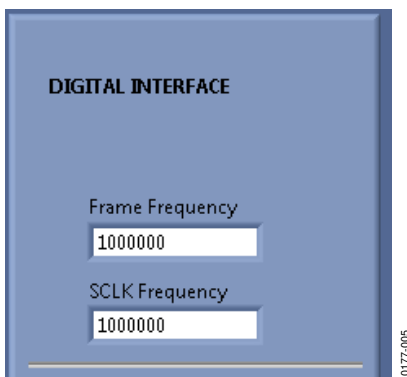 DIGITAL INTERFACE
Frame Frequency
1000000
SCLK Frequency
1000000
0177-005